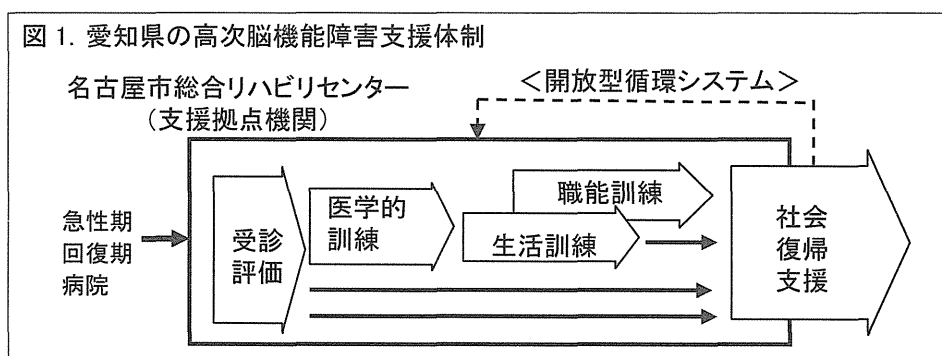 図1. 愛知県の高次脳機能障害支援体制
名古屋市総合リハビリセンター
(支援拠点機関)
<開放型循環システム>
急性期
回復期
病院
受診
評価
医学的
訓練
職能訓練
生活訓練
社会
復帰
支援